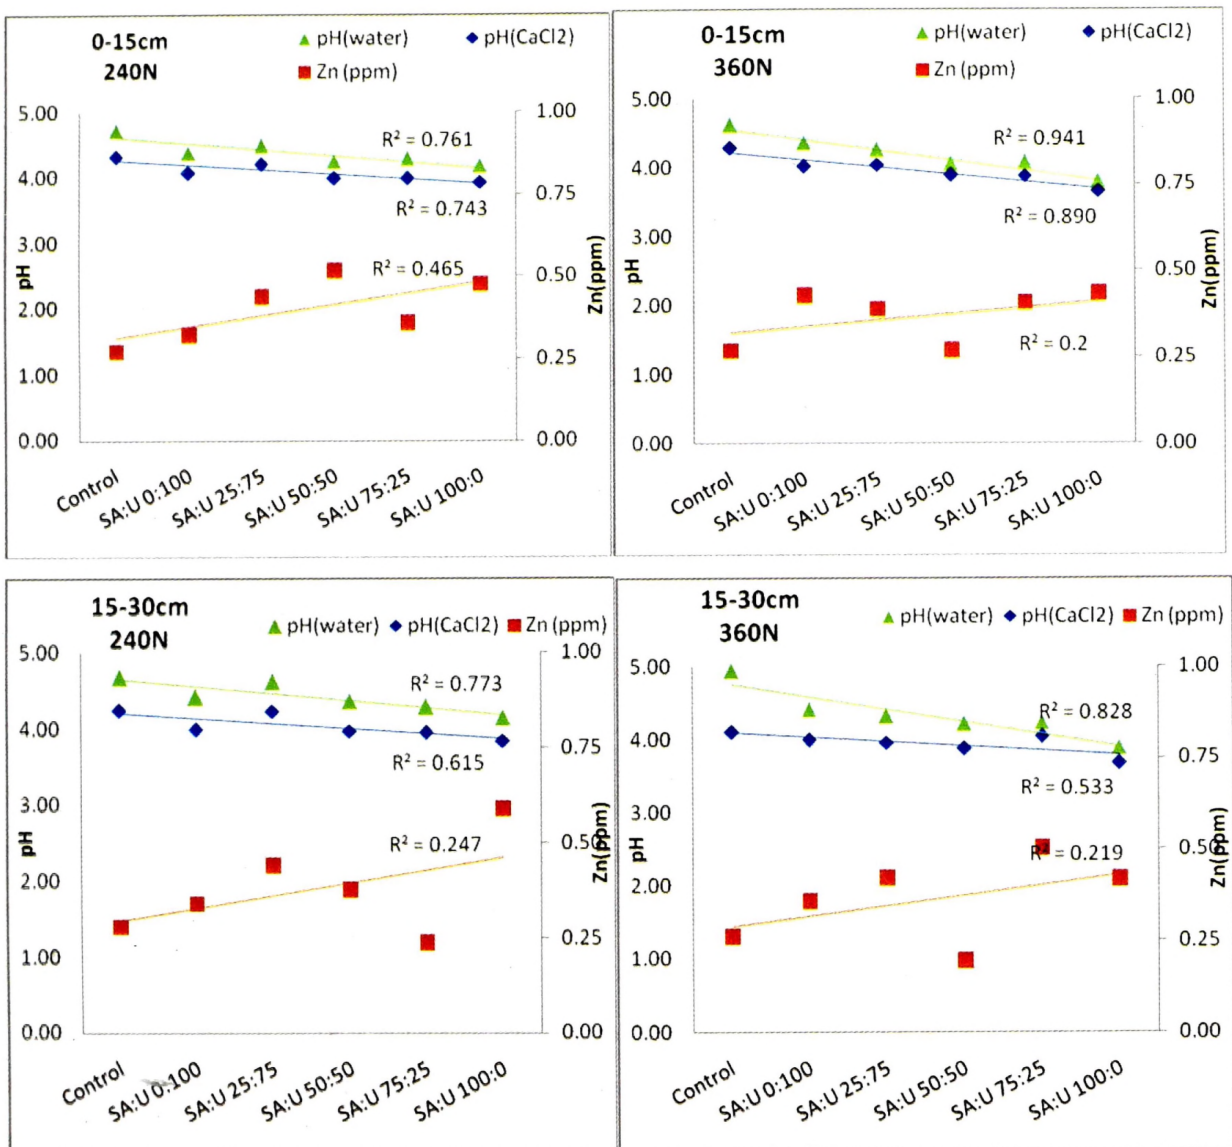 0-15cm
240N
pH(water) pH(CaCl2)
Zn (ppm)
5.00
4.00
3.00
2.00
1.00
0.00
pH
R² = 0.761
R² = 0.743
R² = 0.465
1.00
0.75
0.50
0.25
0.00
Zn(ppm)
Control
SA:U 0:100
SA:U 25:75
SA:U 50:50
SA:U 75:25
SA:U 100:0
0-15cm
360N
pH(water) pH(CaCl2)
Zn (ppm)
5.00
4.00
3.00
2.00
1.00
0.00
pH
R² = 0.941
R² = 0.890
R² = 0.2
1.00
0.75
0.50
0.25
0.00
Zn(ppm)
Control
SA:U 0:100
SA:U 25:75
SA:U 50:50
SA:U 75:25
SA:U 100:0
15-30cm
240N
pH(water) pH(CaCl2) Zn (ppm)
5.00
4.00
3.00
2.00
1.00
0.00
pH
R² = 0.773
R² = 0.615
R² = 0.247
1.00
0.75
0.50
0.25
0.00
Zn(ppm)
Control
SA:U 0:100
SA:U 25:75
SA:U 50:50
SA:U 75:25
SA:U 100:0
15-30cm
360N
pH(water) pH(CaCl2) Zn (ppm)
5.00
4.00
3.00
2.00
1.00
0.00
pH
R² = 0.828
R² = 0.533
R² = 0.219
1.00
0.75
0.50
0.25
0.00
Zn(ppm)
Control
SA:U 0:100
SA:U 25:75
SA:U 50:50
SA:U 75:25
SA:U 100:0